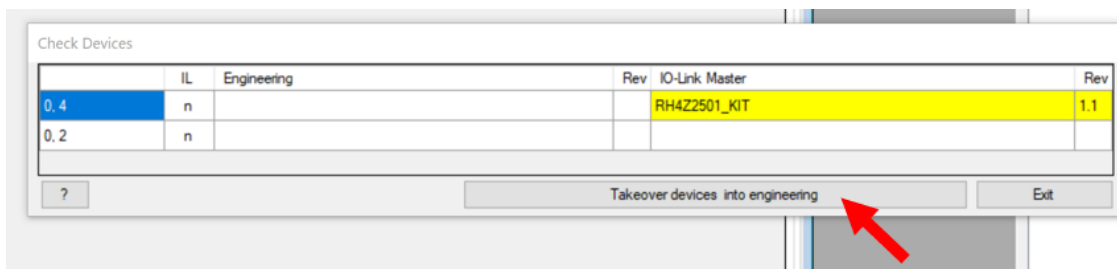 Check Devices
IL Engineering Rev IO-Link Master Rev
0, 4 n RH4Z2501_KIT 1.1
0, 2 n
? Takeover devices into engineering Exit